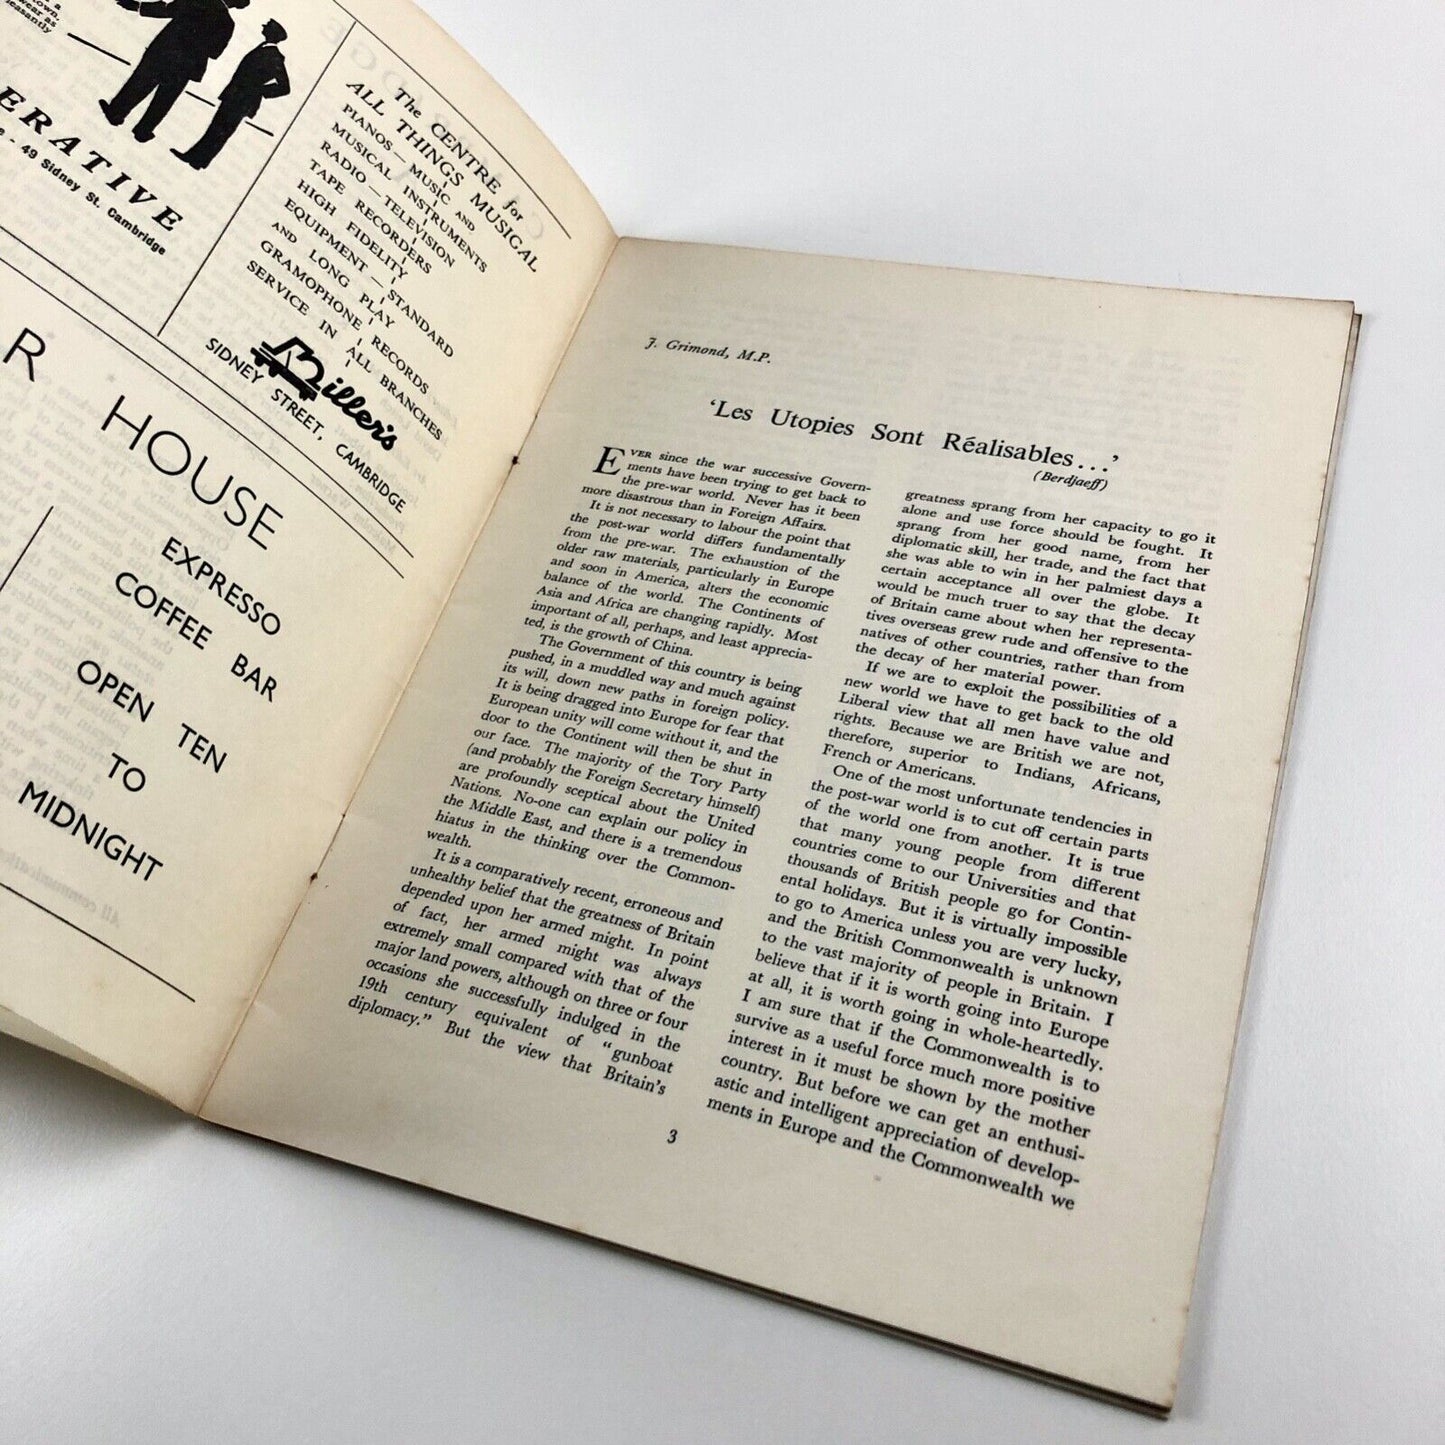 own.
wear as
easantly
ERATIVE
e - 49 Sidney St. Cambridge
The CENTRE for
ALL THINGS MUSICAL
PIANOS — MUSIC AND
MUSICAL INSTRUMENTS
RADIO — TELEVISION
TAPE RECORDERS
HIGH FIDELITY
EQUIPMENT — STANDARD
AND LONG PLAY
GRAMOPHONE RECORDS
SERVICE IN ALL BRANCHES
Miller's
SIDNEY STREET, CAMBRIDGE
R HOUSE
EXPRESSO
COFFEE BAR
OPEN TEN
TO
MIDNIGHT
J. Grimond, M.P.
'Les Utopies Sont Réalisables...'
(Berdjaeff)
EVER since the war successive Govern-
ments have been trying to get back to
the pre-war world. Never has it been
more disastrous than in Foreign Affairs.
It is not necessary to labour the point that
the post-war world differs fundamentally
from the pre-war. The exhaustion of the
older raw materials, particularly in Europe
and soon in America, alters the economic
balance of the world. The Continents of
Asia and Africa are changing rapidly. Most
important of all, perhaps, and least apprecia-
ted, is the growth of China.
The Government of this country is being
pushed, in a muddled way and much against
its will, down new paths in foreign policy.
It is being dragged into Europe for fear that
European unity will come without it, and the
door to the Continent will then be shut in
our face. The majority of the Tory Party
(and probably the Foreign Secretary himself)
are profoundly sceptical about the United
Nations. No-one can explain our policy in
the Middle East, and there is a tremendous
hiatus in the thinking over the Common-
wealth.
It is a comparatively recent, erroneous and
unhealthy belief that the greatness of Britain
depended upon her armed might. In point
of fact, her armed might was always
extremely small compared with that of the
major land powers, although on three or four
occasions she successfully indulged in the
19th century equivalent of "gunboat
diplomacy." But the view that Britain's
greatness sprang from her capacity to go it
alone and use force should be fought. It
sprang from her good name, from her
diplomatic skill, her trade, and the fact that
she was able to win in her palmiest days a
certain acceptance all over the globe. It
would be much truer to say that the decay
of Britain came about when her representa-
tives overseas grew rude and offensive to the
natives of other countries, rather than from
the decay of her material power.
If we are to exploit the possibilities of a
new world we have to get back to the old
Liberal view that all men have value and
rights. Because we are British we are not,
therefore, superior to Indians, Africans,
French or Americans.
One of the most unfortunate tendencies in
the post-war world is to cut off certain parts
of the world one from another. It is true
that many young people from different
countries come to our Universities and that
thousands of British people go for Contin-
ental holidays. But it is virtually impossible
to go to America unless you are very lucky,
and the British Commonwealth is unknown
to the vast majority of people in Britain. I
believe that if it is worth going into Europe
at all, it is worth going in whole-heartedly.
I am sure that if the Commonwealth is to
survive as a useful force much more positive
interest in it must be shown by the mother
country. But before we can get an enthusi-
astic and intelligent appreciation of develop-
ments in Europe and the Commonwealth we
3